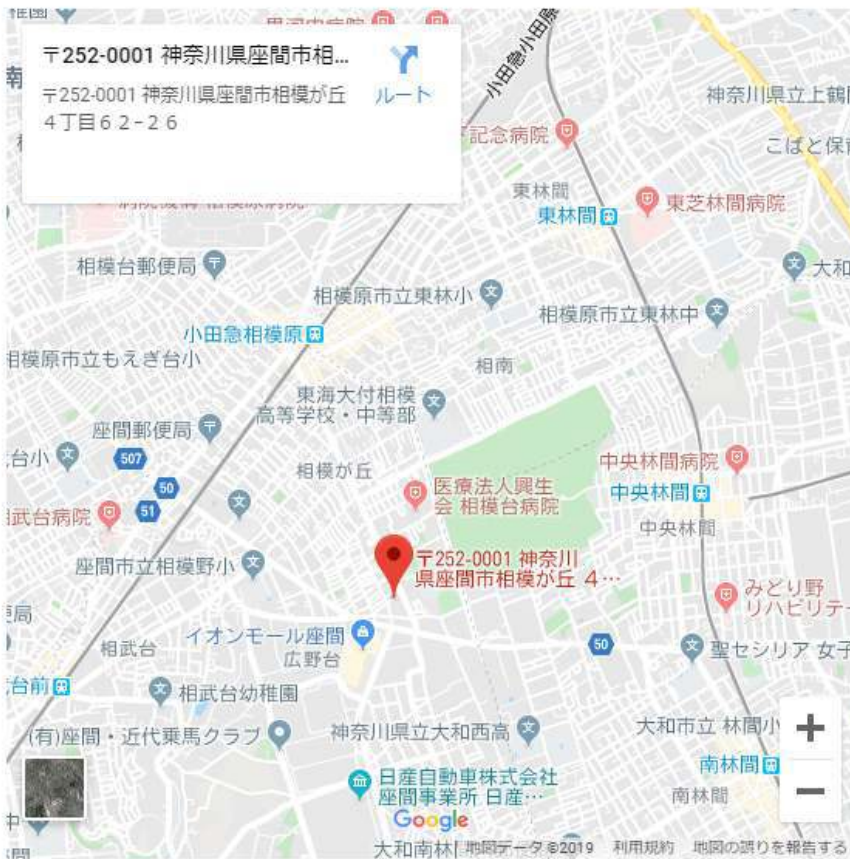 〒252-0001 神奈川県座間市相...
〒252-0001 神奈川県座間市相模が丘
4丁目62-26
ルート
小田急小田原
神奈川県立上鶴
記念病院
こばと保
東林間
東林間
東芝林間病院
相模台郵便局
大和
相模原市立東林小
相模原市立東林中
小田急相模原
相模原市立もえぎ台小
相南
東海大付相模
高等学校・中等部
座間郵便局
台小
507
相模が丘
中央林間病院
50
医療法人興生
会 相模台病院
中央林間
51
武台病院
中央林間
座間市立相模野小
〒252-0001 神奈川
県座間市相模が丘 4…
みどり野
リハビリテ
局
イオンモール座間
広野台
相武台
50
聖セシリア 女子
台前
相武台幼稚園
(有)座間・近代乗馬クラブ
神奈川県立大和西高
大和市立 林間小
+
南林間
日産自動車株式会社
座間事業所 日産…
南林間
−
Google
大和南林
地図データ ©2019 利用規約 地図の誤りを報告する